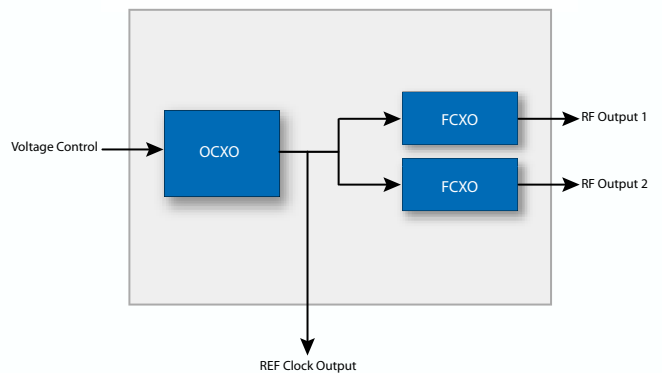 FCXO
RF Output 1
Voltage Control
OCXO
FCXO
RF Output 2
REF Clock Output